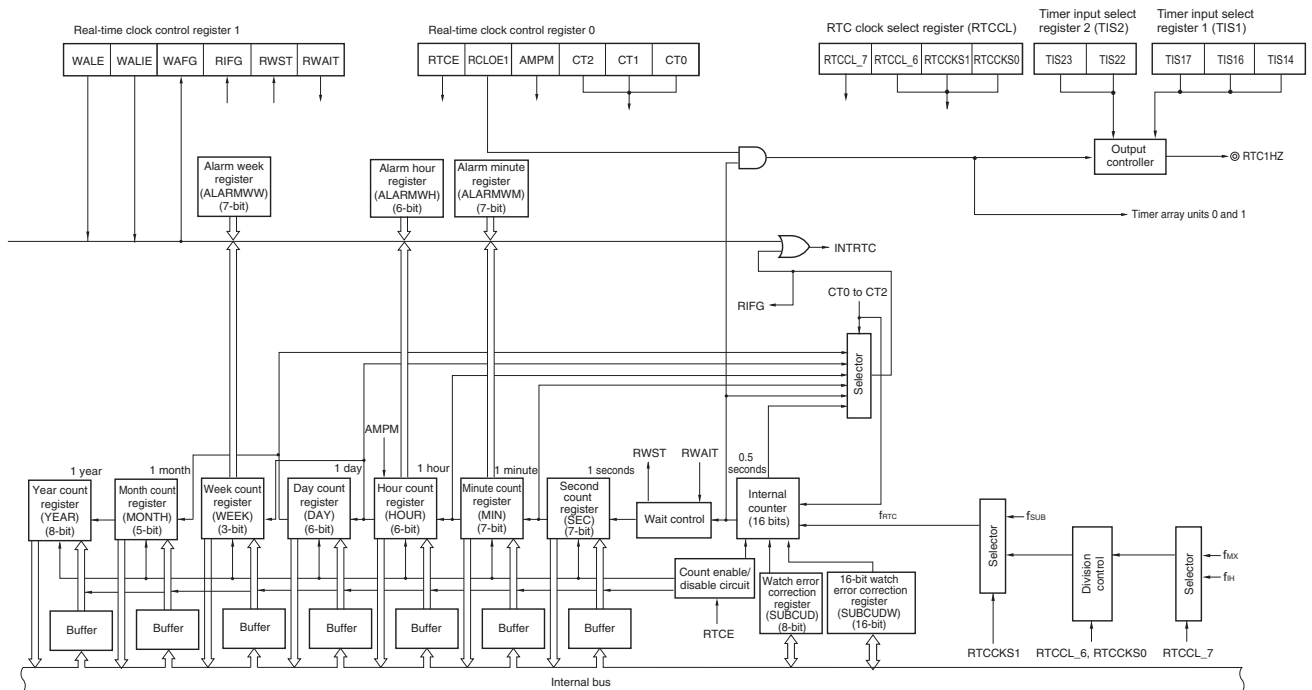 Real-time clock control register 1
WALE WALIE WAFG RIFG RWST RWAIT
Real-time clock control register 0
RTCE RCLOE1 AMPM CT2 CT1 CT0
RTC clock select register (RTCCL)
RTCCL_7 RTCCL_6 RTCCKS1 RTCCKS0
Timer input select
register 2 (TIS2)
TIS23 TIS22
Timer input select
register 1 (TIS1)
TIS17 TIS16 TIS14
Alarm week
register
(ALARMWW)
(7-bit)
Alarm hour
register
(ALARMWH)
(6-bit)
Alarm minute
register
(ALARMWM)
(7-bit)
Output
controller
RTC1HZ
Timer array units 0 and 1
INTRTC
RIFG
CT0 to CT2
Selector
AMPM
RWST
RWAIT
0.5
seconds
1 year
1 month
1 day
1 hour
1 minute
1 seconds
Year count
register
(YEAR)
(8-bit)
Month count
register
(MONTH)
(5-bit)
Week count
register
(WEEK)
(3-bit)
Day count
register
(DAY)
(6-bit)
Hour count
register
(HOUR)
(6-bit)
Minute count
register
(MIN)
(7-bit)
Second
count
register
(SEC)
(7-bit)
Wait control
Internal
counter
(16 bits)
fRTC
Selector
fSUB
Division
control
Selector
fMX
fIH
Count enable/
disable circuit
RTCE
Watch error
correction
register
(SUBCUD)
(8-bit)
16-bit watch
error correction
register
(SUBCUDW)
(16-bit)
Buffer
Buffer
Buffer
Buffer
Buffer
Buffer
Buffer
RTCCKS1
RTCCL_6, RTCCKS0
RTCCL_7
Internal bus